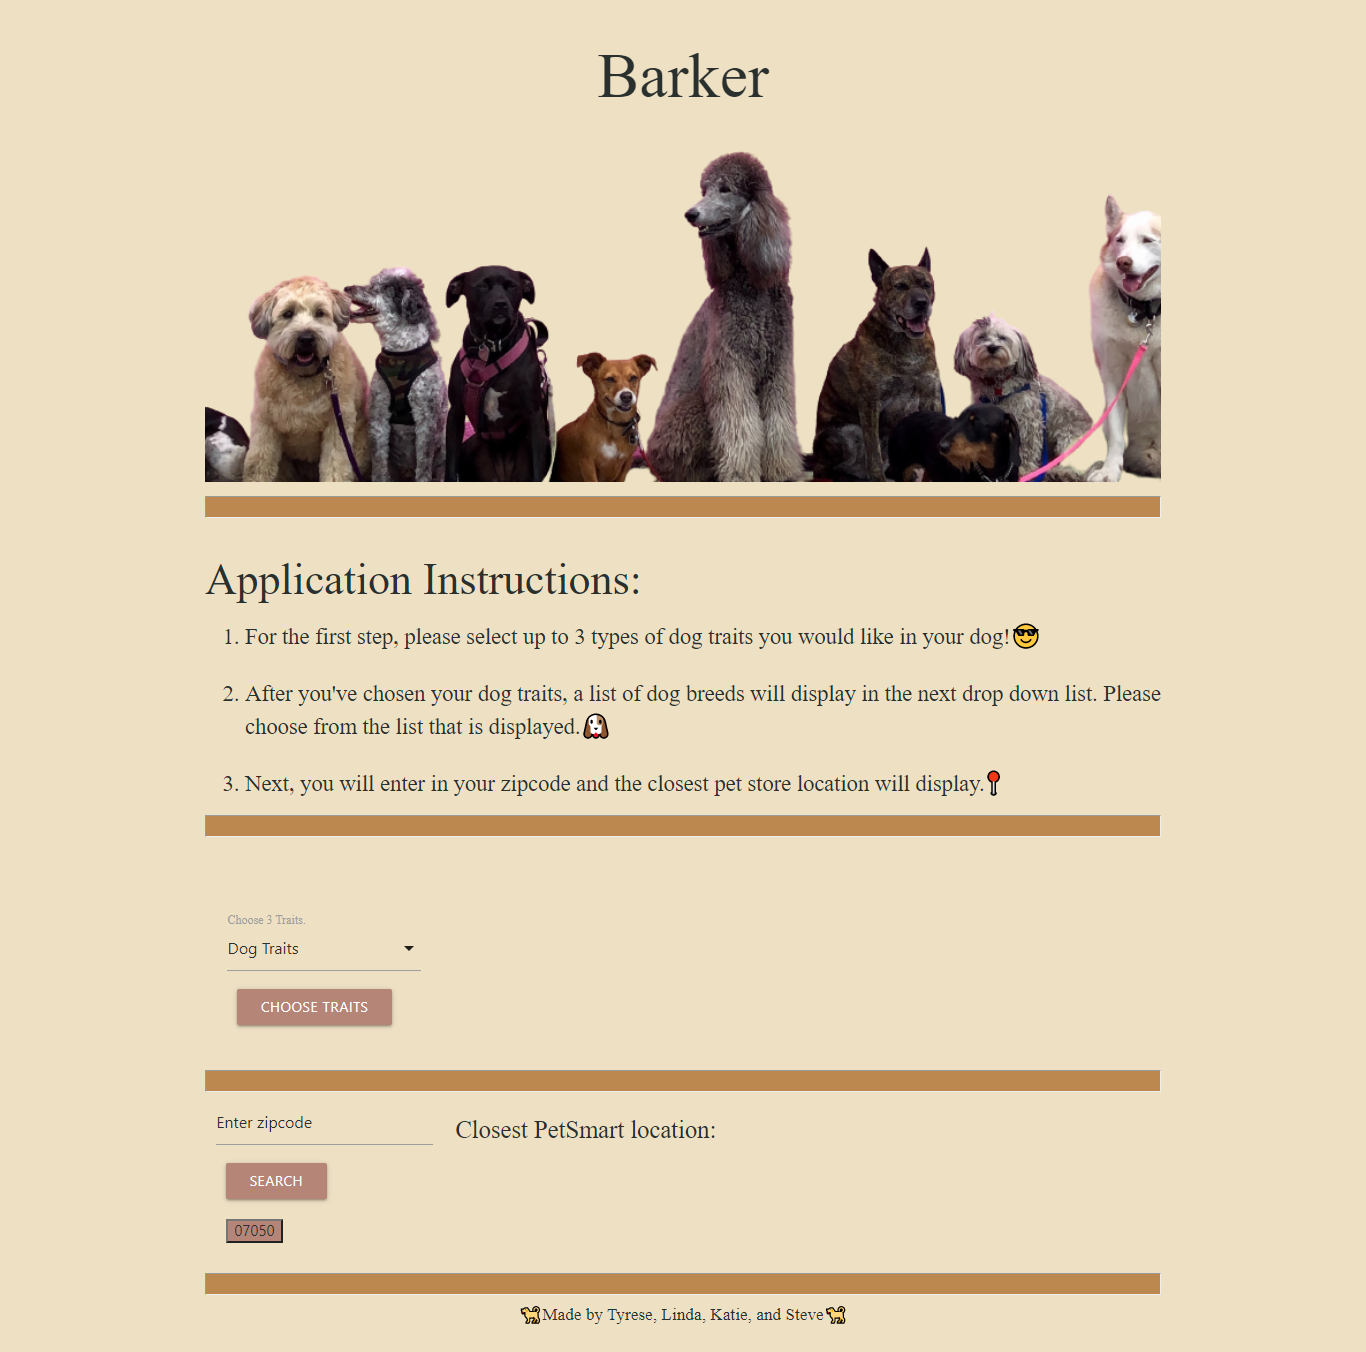 Barker
Application Instructions:
1. For the first step, please select up to 3 types of dog traits you would like in your dog!😎
2. After you've chosen your dog traits, a list of dog breeds will display in the next drop down list. Please
choose from the list that is displayed.🐶
3. Next, you will enter in your zipcode and the closest pet store location will display.📍
Choose 3 Traits.
Dog Traits
CHOOSE TRAITS
Enter zipcode
Closest PetSmart location:
SEARCH
07050
🐕Made by Tyrese, Linda, Katie, and Steve🐕